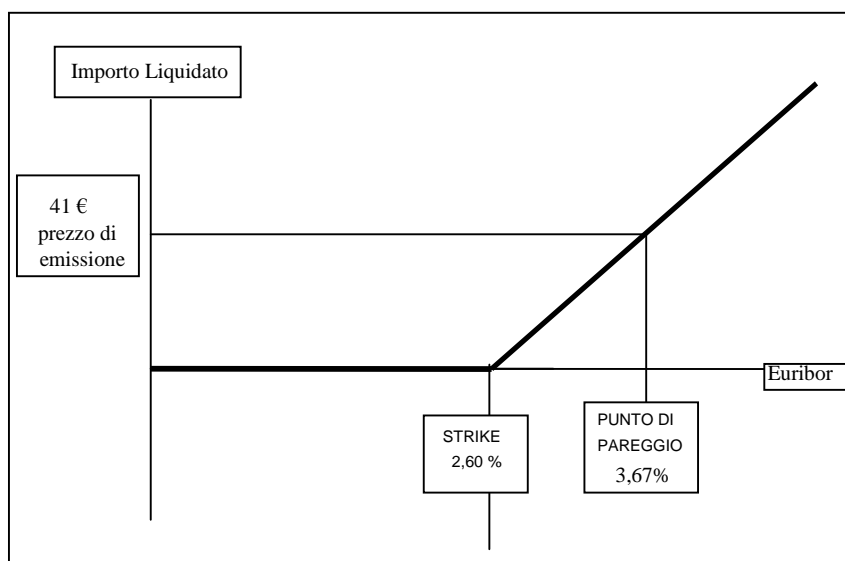 Importo Liquidato
41 €
prezzo di
emissione
Euribor
STRIKE
2,60 %
PUNTO DI
PAREGGIO
3,67%